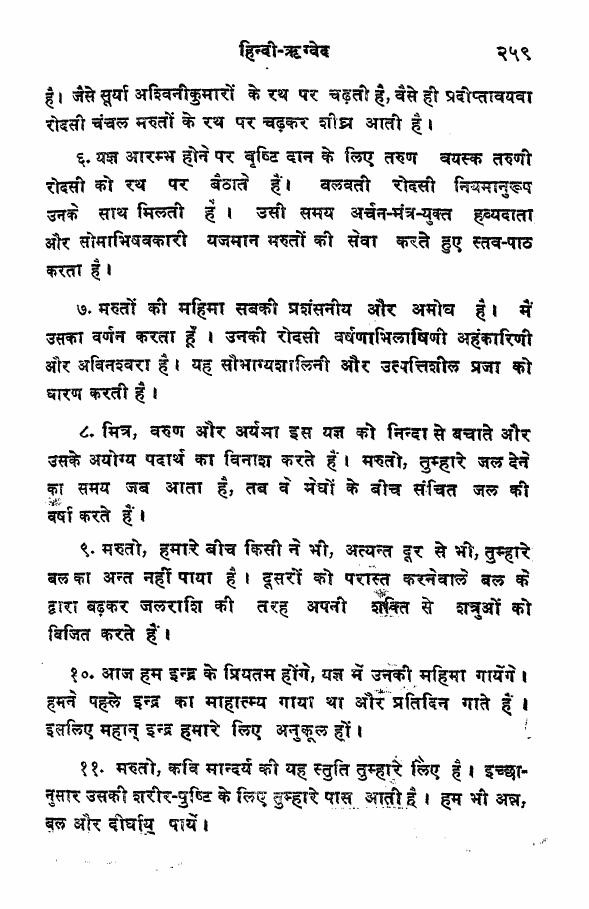 हिन्दी-ऋग्वेद २५९
है। जैसे सूर्या अश्विनीकुमारों के रथ पर चढ़ती है, वैसे ही प्रदीप्तावयवा
रोदसी चंचल मरुतों के रथ पर चढ़कर शीघ्र आती है।
६. यज्ञ आरम्भ होने पर वृष्टि दान के लिए तरुण वयस्क तरुणी
रोदसी को रथ पर बैठाते हैं। बलवती रोदसी नियमानुरूप
उनके साथ मिलती है। उसी समय अर्चन-मंत्र-युक्त हव्यदाता
और सोमाभिषवकारी यजमान मरुतों की सेवा करते हुए स्तव-पाठ
करता है।
७. मरुतों की महिमा सबकी प्रशंसनीय और अमोघ है। मैं
उसका वर्णन करता हूँ। उनकी रोदसी वर्षणाभिलाषिणी अहंकारिणी
और अविनश्वरा है। यह सौभाग्यशालिनी और उत्पत्तिशील प्रजा को
धारण करती है।
८. मित्र, वरुण और अर्यमा इस यज्ञ को निन्दा से बचाते और
उसके अयोग्य पदार्थ का विनाश करते हैं। मरुतो, तुम्हारे जल देने
का समय जब आता है, तब वे मेघों के बीच संचित जल की
वर्षा करते हैं।
९. मरुतो, हमारे बीच किसी ने भी, अत्यन्त दूर से भी, तुम्हारे
बल का अन्त नहीं पाया है। दूसरों को परास्त करनेवाले बल के
द्वारा बढ़कर जलराशि की तरह अपनी शक्ति से शत्रुओं को
विजित करते हैं।
१०. आज हम इन्द्र के प्रियतम होंगे, यज्ञ में उनकी महिमा गायेंगे।
हमने पहले इन्द्र का माहात्म्य गाया था और प्रतिदिन गाते हैं।
इसलिए महान् इन्द्र हमारे लिए अनुकूल हों।
११. मरुतो, कवि मान्दर्य की यह स्तुति तुम्हारे लिए है। इच्छा-
नुसार उसकी शरीर-पुष्टि के लिए तुम्हारे पास आती है। हम भी अन्न,
बल और दीर्घायु पायें।